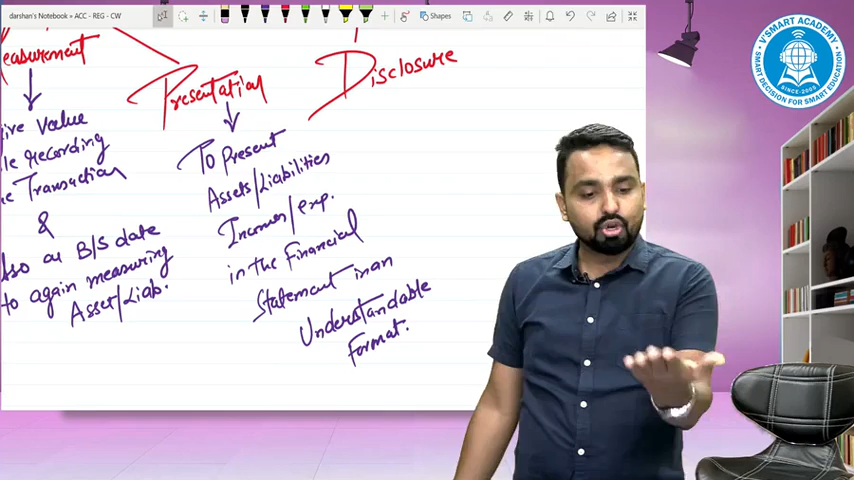 darshan's Notebook » ACC - REG - CW
Shapes
easurement
Presentation
Disclosure
ive Value
le recording
e Transaction
&
lso on B/S date
to again measuring
Asset/Liab.
To present
Assets/Liabilities
Incomes/exp.
in the Financial
Statement in an
Understandable
Format.
V'SMART ACADEMY
SINCE-2005
SMART DECISION FOR SMART EDUCATION